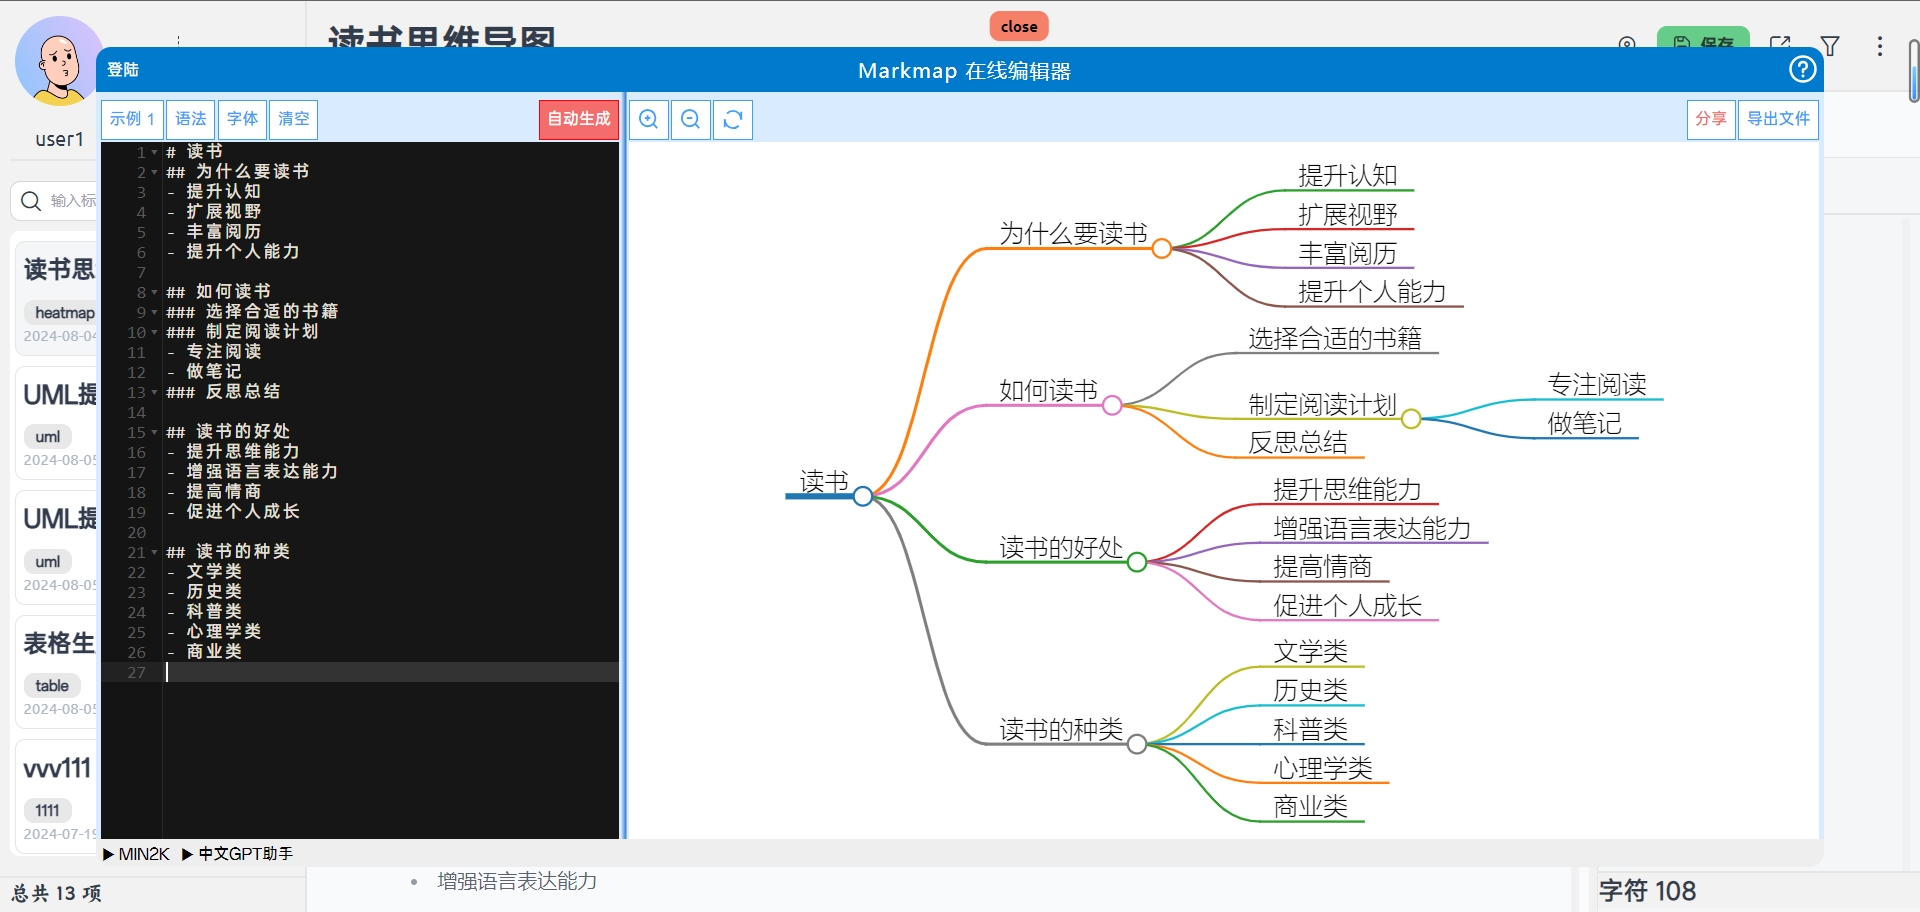 读书思维导图
close
保存
user1
输入标
读书思
heatmap
2024-08-04
UML提
uml
2024-08-05
UML提
uml
2024-08-05
表格生
table
2024-08-05
vvv111
1111
2024-07-19
总共 13 项
登陆
Markmap 在线编辑器
示例 1
语法
字体
清空
自动生成
分享
导出文件
1 # 读书
2 ## 为什么要读书
3 - 提升认知
4 - 扩展视野
5 - 丰富阅历
6 - 提升个人能力
7
8 ## 如何读书
9 ### 选择合适的书籍
10 ### 制定阅读计划
11 - 专注阅读
12 - 做笔记
13 ### 反思总结
14
15 ## 读书的好处
16 - 提升思维能力
17 - 增强语言表达能力
18 - 提高情商
19 - 促进个人成长
20
21 ## 读书的种类
22 - 文学类
23 - 历史类
24 - 科普类
25 - 心理学类
26 - 商业类
27
读书
为什么要读书
提升认知
扩展视野
丰富阅历
提升个人能力
如何读书
选择合适的书籍
制定阅读计划
专注阅读
做笔记
反思总结
读书的好处
提升思维能力
增强语言表达能力
提高情商
促进个人成长
读书的种类
文学类
历史类
科普类
心理学类
商业类
▶ MIN2K ▶ 中文GPT助手
• 增强语言表达能力
字符 108